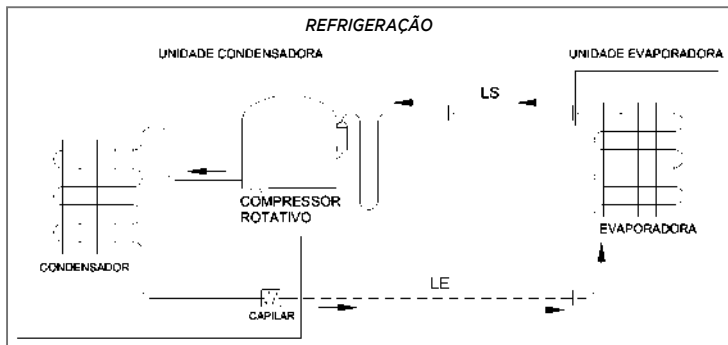 REFRIGERAÇÃO
UNIDADE CONDENSADORA
UNIDADE EVAPORADORA
LS
COMPRESSOR
ROTATIVO
EVAPORADORA
CONDENSADOR
LE
CAPILAR